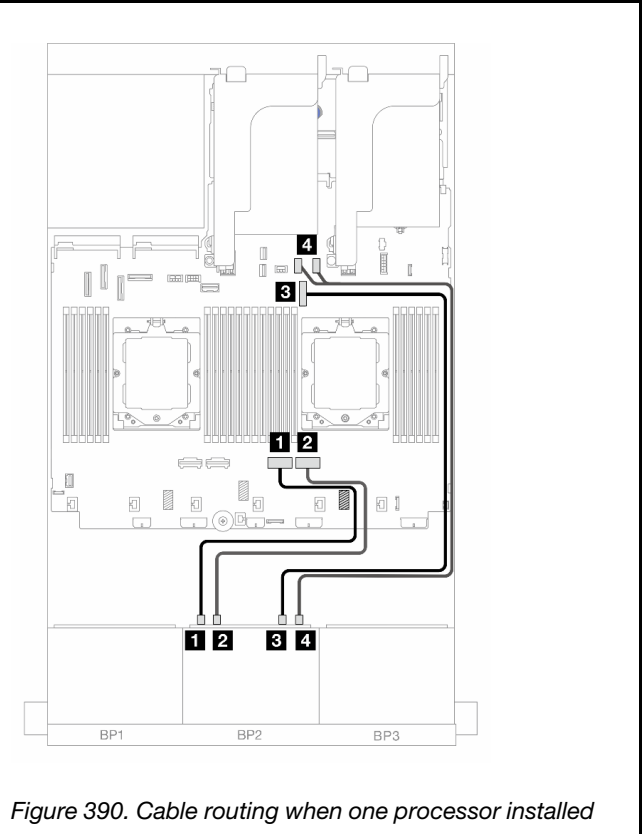 4
3
1 2
1 2 3 4
BP1 BP2 BP3
Figure 390. Cable routing when one processor installed